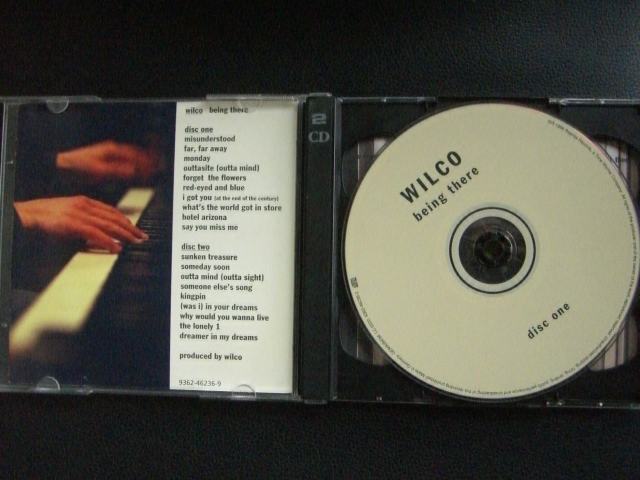 wilco being there
disc one
misunderstood
far, far away
monday
outtasite (outta mind)
forget the flowers
red-eyed and blue
i got you (at the end of the century)
what's the world got in store
hotel arizona
say you miss me
disc two
sunken treasure
someday soon
outta mind (outta sight)
someone else's song
kingpin
(was i) in your dreams
why would you wanna live
the lonely 1
dreamer in my dreams
produced by wilco
9362-46236-9
2
CD
WILCO
being there
disc one